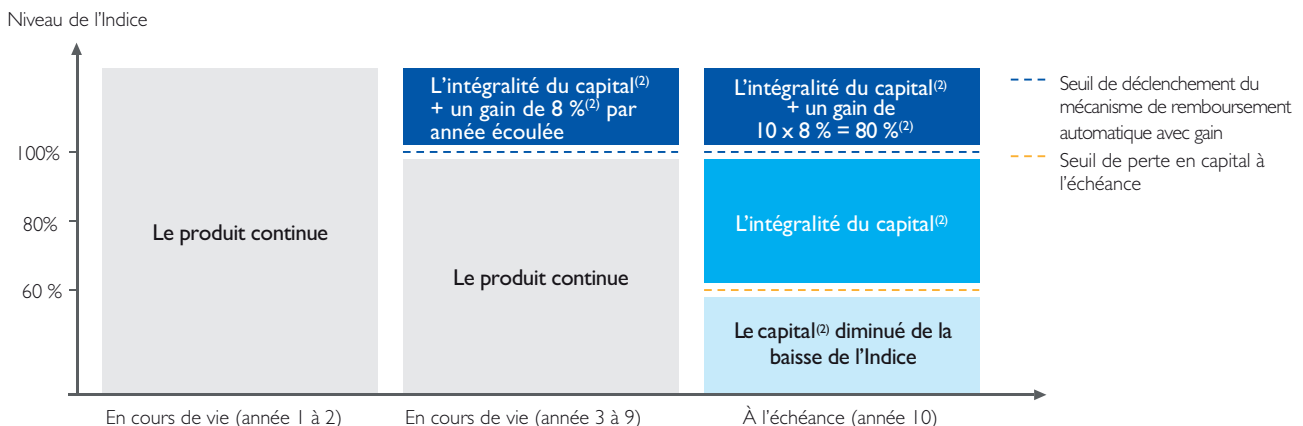 Niveau de l'Indice
100%
80%
60 %
Le produit continue
L'intégralité du capital(2)
+ un gain de 8 %(2) par
année écoulée
Le produit continue
L'intégralité du capital(2)
+ un gain de
10 x 8 % = 80 %(2)
L'intégralité du capital(2)
Le capital(2) diminué de la
baisse de l'Indice
En cours de vie (année 1 à 2)
En cours de vie (année 3 à 9)
À l'échéance (année 10)
Seuil de déclenchement du
mécanisme de remboursement
automatique avec gain
Seuil de perte en capital à
l'échéance